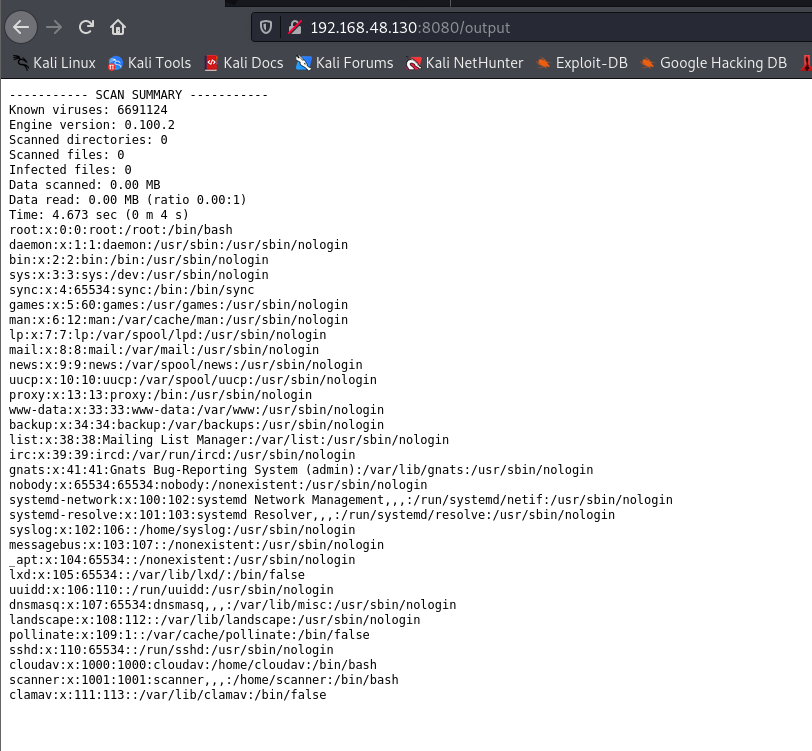 192.168.48.130:8080/output
Kali Linux Kali Tools Kali Docs Kali Forums Kali NetHunter Exploit-DB Google Hacking DB
----------- SCAN SUMMARY -----------
Known viruses: 6691124
Engine version: 0.100.2
Scanned directories: 0
Scanned files: 0
Infected files: 0
Data scanned: 0.00 MB
Data read: 0.00 MB (ratio 0.00:1)
Time: 4.673 sec (0 m 4 s)
root:x:0:0:root:/root:/bin/bash
daemon:x:1:1:daemon:/usr/sbin:/usr/sbin/nologin
bin:x:2:2:bin:/bin:/usr/sbin/nologin
sys:x:3:3:sys:/dev:/usr/sbin/nologin
sync:x:4:65534:sync:/bin:/bin/sync
games:x:5:60:games:/usr/games:/usr/sbin/nologin
man:x:6:12:man:/var/cache/man:/usr/sbin/nologin
lp:x:7:7:lp:/var/spool/lpd:/usr/sbin/nologin
mail:x:8:8:mail:/var/mail:/usr/sbin/nologin
news:x:9:9:news:/var/spool/news:/usr/sbin/nologin
uucp:x:10:10:uucp:/var/spool/uucp:/usr/sbin/nologin
proxy:x:13:13:proxy:/bin:/usr/sbin/nologin
www-data:x:33:33:www-data:/var/www:/usr/sbin/nologin
backup:x:34:34:backup:/var/backups:/usr/sbin/nologin
list:x:38:38:Mailing List Manager:/var/list:/usr/sbin/nologin
irc:x:39:39:ircd:/var/run/ircd:/usr/sbin/nologin
gnats:x:41:41:Gnats Bug-Reporting System (admin):/var/lib/gnats:/usr/sbin/nologin
nobody:x:65534:65534:nobody:/nonexistent:/usr/sbin/nologin
systemd-network:x:100:102:systemd Network Management,,,:/run/systemd/netif:/usr/sbin/nologin
systemd-resolve:x:101:103:systemd Resolver,,,:/run/systemd/resolve:/usr/sbin/nologin
syslog:x:102:106::/home/syslog:/usr/sbin/nologin
messagebus:x:103:107::/nonexistent:/usr/sbin/nologin
_apt:x:104:65534::/nonexistent:/usr/sbin/nologin
lxd:x:105:65534::/var/lib/lxd/:/bin/false
uuidd:x:106:110::/run/uuidd:/usr/sbin/nologin
dnsmasq:x:107:65534:dnsmasq,,,:/var/lib/misc:/usr/sbin/nologin
landscape:x:108:112::/var/lib/landscape:/usr/sbin/nologin
pollinate:x:109:1::/var/cache/pollinate:/bin/false
sshd:x:110:65534::/run/sshd:/usr/sbin/nologin
cloudav:x:1000:1000:cloudav:/home/cloudav:/bin/bash
scanner:x:1001:1001:scanner,,,:/home/scanner:/bin/bash
clamav:x:111:113::/var/lib/clamav:/bin/false